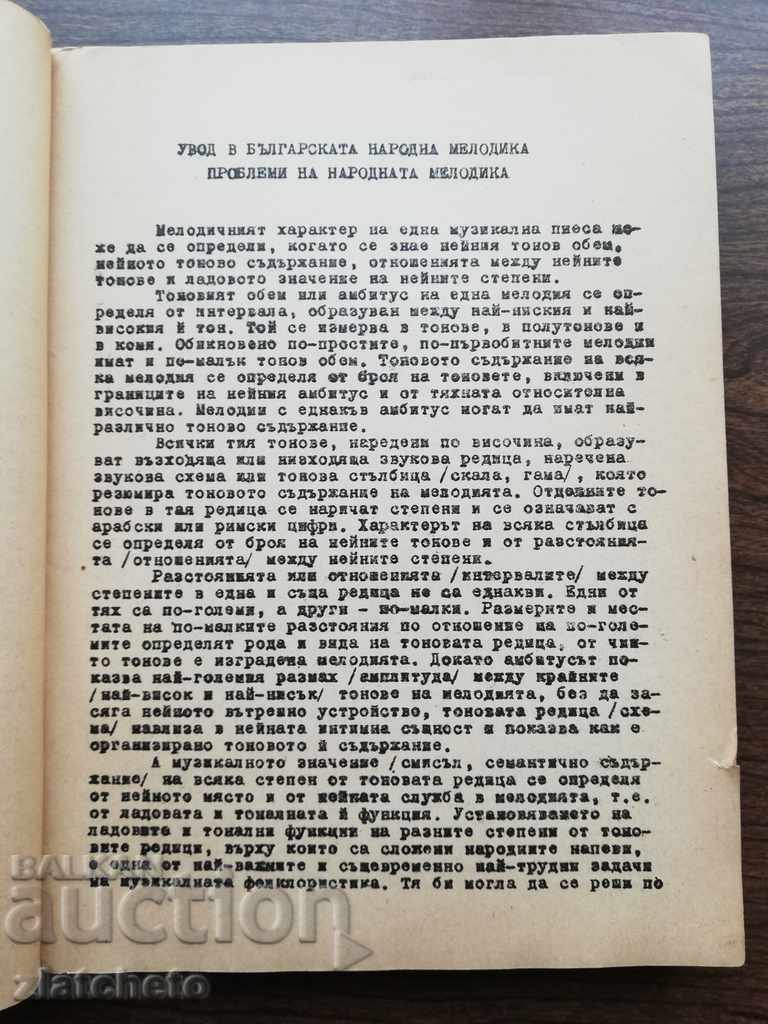 УВОД В БЪЛГАРСКАТА НАРОДНА МЕЛОДИКА
ПРОБЛЕМИ НА НАРОДНАТА МЕЛОДИКА
Мелодичният характер на една музикална пиеса мо-
же да се определи, когато се знае нейния тонов обем,
нейното тоново съдържание, отношенията между нейните
тонове и ладовото значение на нейните степени.
Тоновият обем или амбитус на една мелодия се оп-
ределя от интервала, образуван между най-ниския и най-
високия й тон. Той се измерва в тонове, в полутонове и
в коми. Обикновено по-простите, по-първобитните мелодии
имат и по-малък тонов обем. Тоновото съдържание на вся-
ка мелодия се определя от броя на тоновете, включени в
границите на нейния амбитус и от тяхната относителна
височина. Мелодии с еднакъв амбитус могат да имат най-
различно тоново съдържание.
Всички тия тонове, наредени по височина, образу-
ват възходяща или низходяща звукова редица, наречена
звукова схема или тонова стълбица /скала, гама/, която
резюмира тоновото съдържание на мелодията. Отделните то-
нове в тая редица се наричат степени и се означават с
арабски или римски цифри. Характерът на всяка стълбица
се определя от броя на нейните тонове и от разстояния-
та /отношенията/ между нейните степени.
Разстоянията или отношенията /интервалите/ между
степените в една и съща редица не са еднакви. Едни от
тях са по-големи, а други - по-малки. Размерите и мес-
тата на по-малките разстояния по отношение на по-голе-
мите определят рода и вида на тоновата редица, от чии-
то тонове е изградена мелодията. Докато амбитусът по-
казва най-големия размах /амплитуда/ между крайните
/най-висок и най-нисък/ тонове на мелодията, без да за-
сяга нейното вътрешно устройство, тоновата редица /схе-
ма/ навлиза в нейната интимна същност и показва как е
организирано тоновото й съдържание.
А музикалното значение /смисъл, семантично съдър-
жание/ на всяка степен от тоновата редица се определя
от нейното място и от нейната служба в мелодията, т.е.
от ладовата и тоналната й функция. Установяването на
ладовите и тонални функции на разните степени от тоно-
вите редици, върху които са сложени народните напеви,
е една от най-важните и същевременно най-трудни задачи
на музикалната фолклористика. Тя би могла да се реши по
BALKAN
auction
zlatcheto